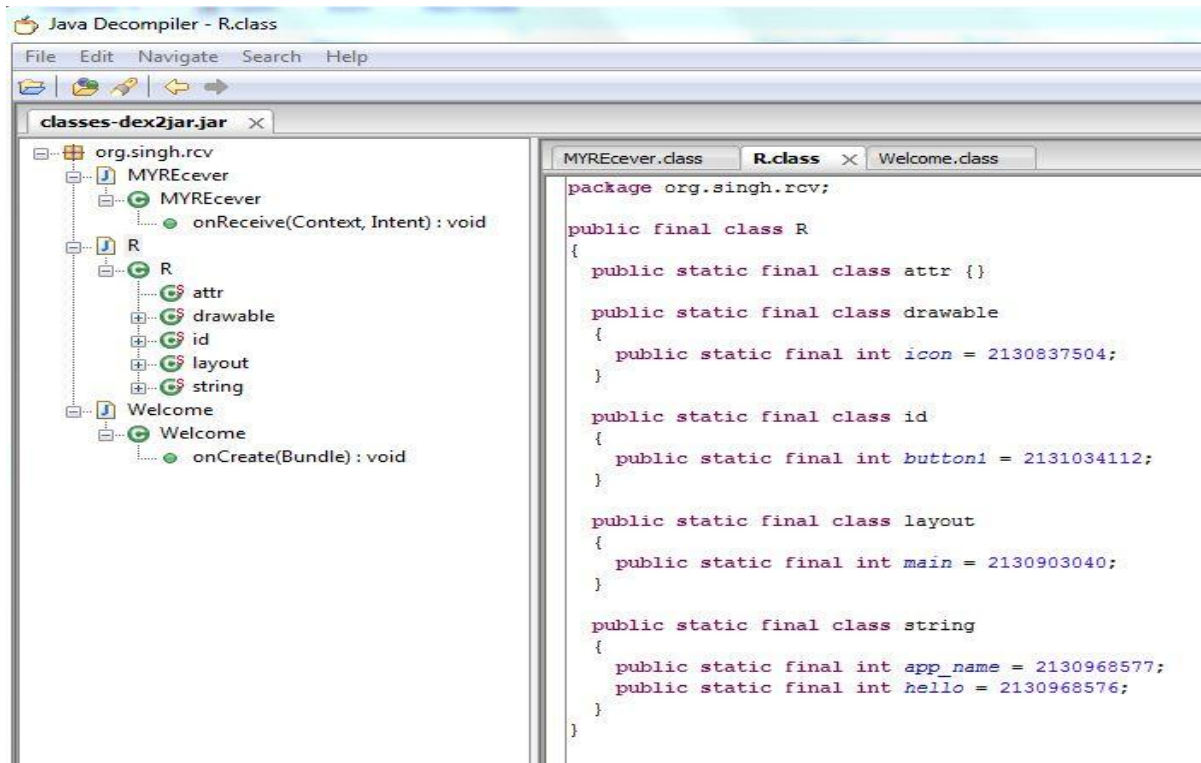 Java Decompiler - R.class
File Edit Navigate Search Help
classes-dex2jar.jar
org.singh.rcv
MYREcever
MYREcever
onReceive(Context, Intent) : void
R
R
attr
drawable
id
layout
string
Welcome
Welcome
onCreate(Bundle) : void
MYREcever.class R.class Welcome.class
package org.singh.rcv;
public final class R
{
public static final class attr {}
public static final class drawable
{
public static final int icon = 2130837504;
}
public static final class id
{
public static final int button1 = 2131034112;
}
public static final class layout
{
public static final int main = 2130903040;
}
public static final class string
{
public static final int app_name = 2130968577;
public static final int hello = 2130968576;
}
}